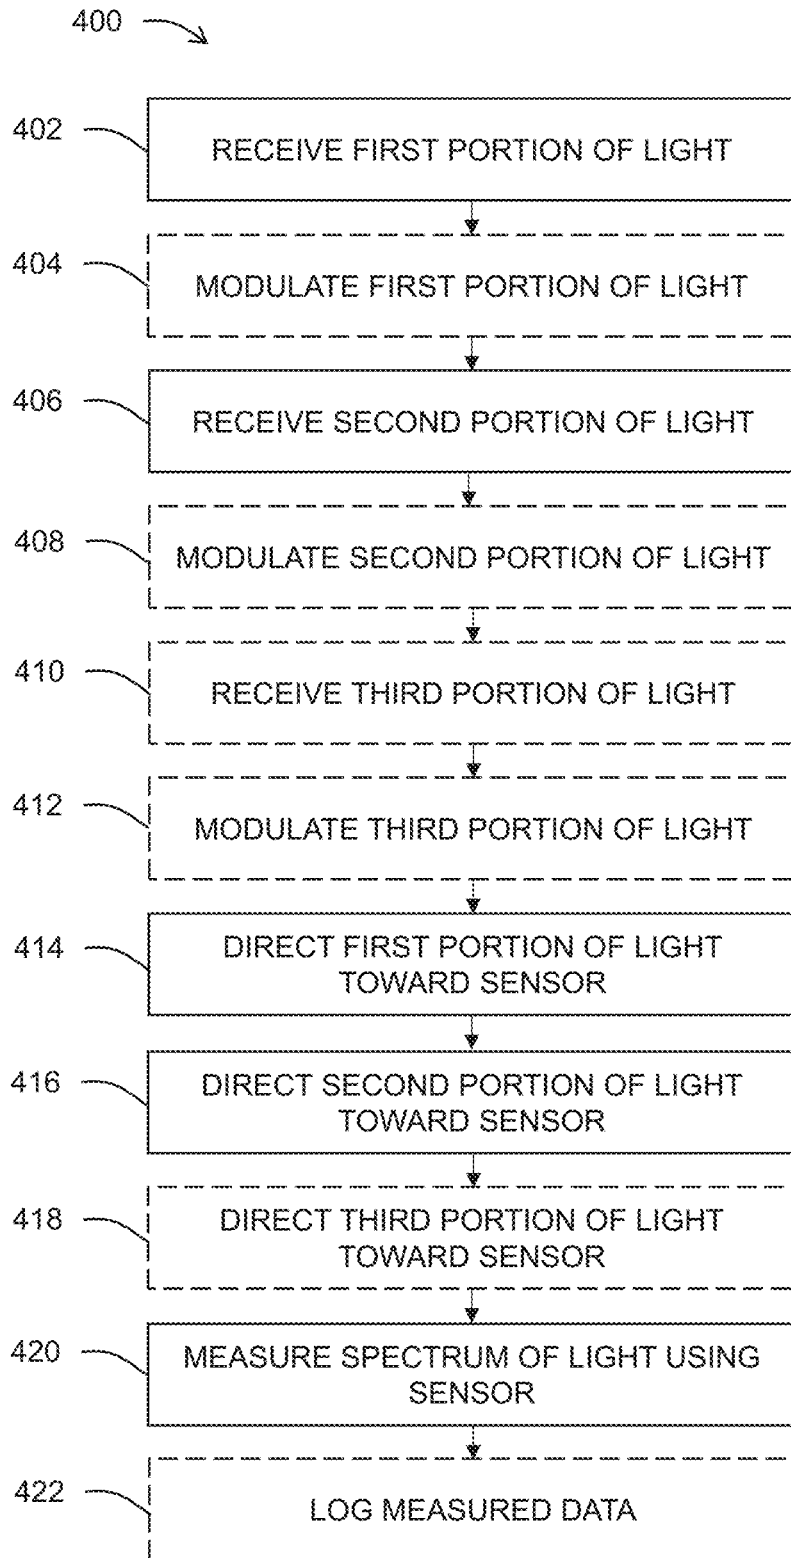 400
402
RECEIVE FIRST PORTION OF LIGHT
404
MODULATE FIRST PORTION OF LIGHT
406
RECEIVE SECOND PORTION OF LIGHT
408
MODULATE SECOND PORTION OF LIGHT
410
RECEIVE THIRD PORTION OF LIGHT
412
MODULATE THIRD PORTION OF LIGHT
414
DIRECT FIRST PORTION OF LIGHT
TOWARD SENSOR
416
DIRECT SECOND PORTION OF LIGHT
TOWARD SENSOR
418
DIRECT THIRD PORTION OF LIGHT
TOWARD SENSOR
420
MEASURE SPECTRUM OF LIGHT USING
SENSOR
422
LOG MEASURED DATA